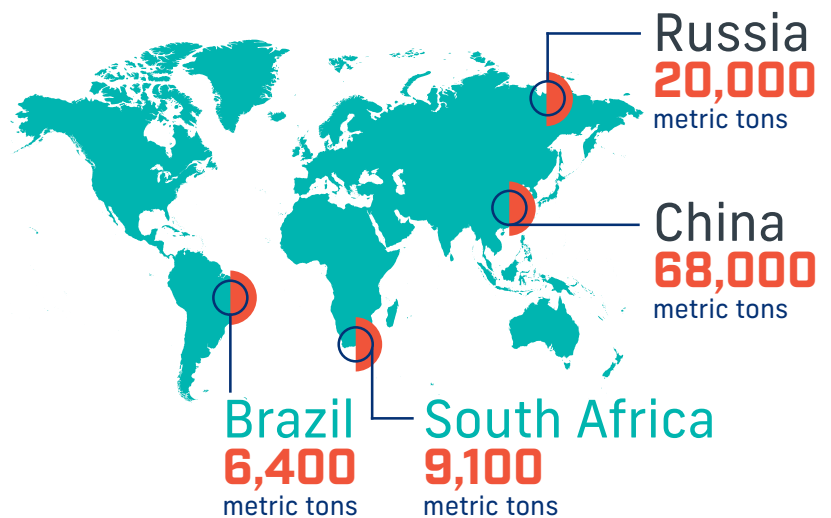 Russia
20,000
metric tons
China
68,000
metric tons
Brazil
6,400
metric tons
South Africa
9,100
metric tons